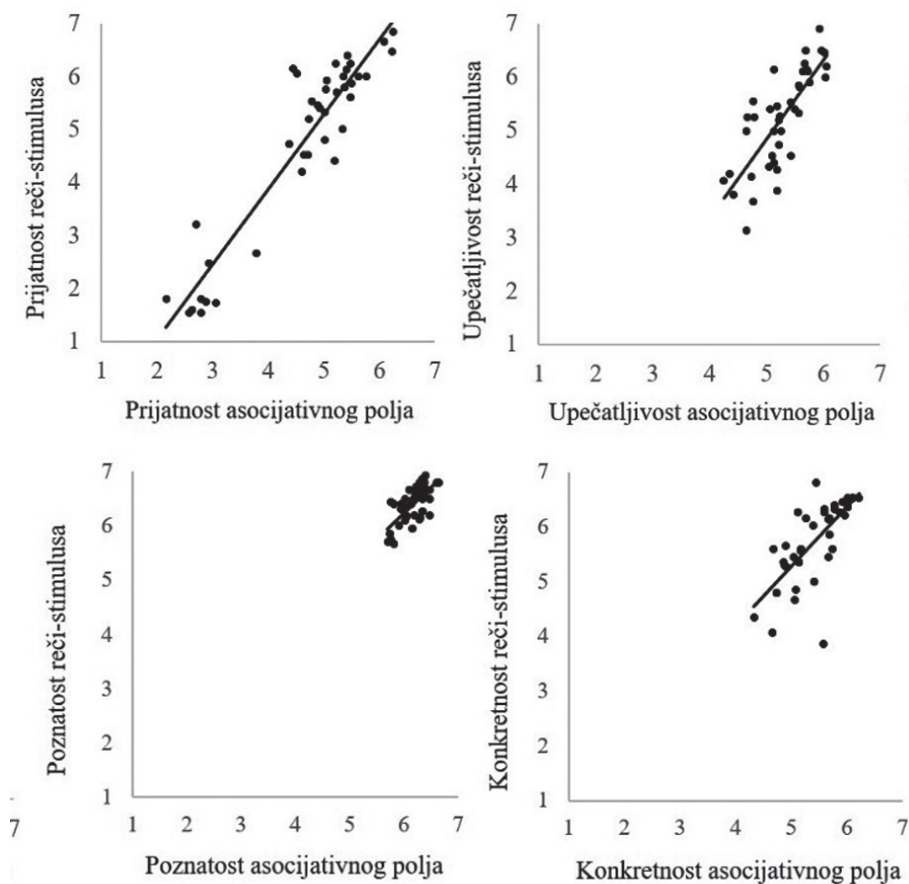 7
6
5
4
3
2
1
1 2 3 4 5 6 7
Prijatnost reči-stimulusa
Prijatnost asocijativnog polja
7
6
5
4
3
2
1
1 2 3 4 5 6 7
Upečatljivost reči-stimulusa
Upečatljivost asocijativnog polja
7
6
5
4
3
2
1
1 2 3 4 5 6 7
Poznatost reči-stimulusa
Poznatost asocijativnog polja
7
7
6
5
4
3
2
1
1 2 3 4 5 6 7
Konkretnost reči-stimulusa
Konkretnost asocijativnog polja